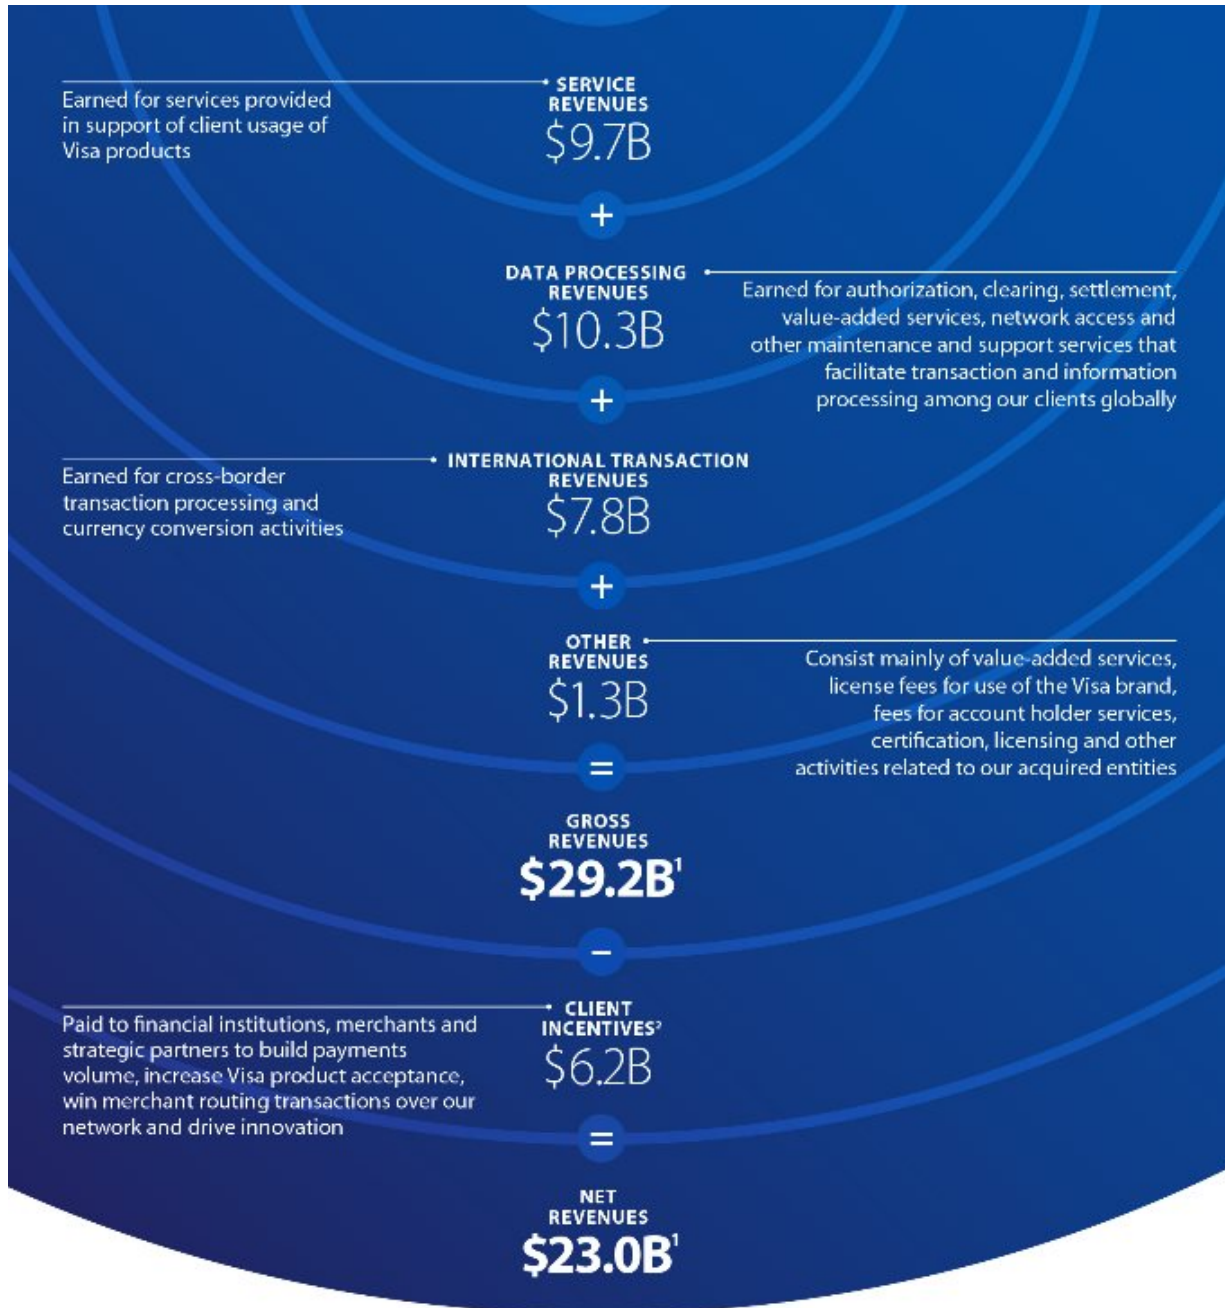 SERVICE
REVENUES
$9.7B
Earned for services provided
in support of client usage of
Visa products
+
DATA PROCESSING
REVENUES
$10.3B
Earned for authorization, clearing, settlement,
value-added services, network access and
other maintenance and support services that
facilitate transaction and information
processing among our clients globally
+
INTERNATIONAL TRANSACTION
REVENUES
$7.8B
Earned for cross-border
transaction processing and
currency conversion activities
+
OTHER
REVENUES
$1.3B
Consist mainly of value-added services,
license fees for use of the Visa brand,
fees for account holder services,
certification, licensing and other
activities related to our acquired entities
=
GROSS
REVENUES
$29.2B¹
−
CLIENT
INCENTIVES²
$6.2B
Paid to financial institutions, merchants and
strategic partners to build payments
volume, increase Visa product acceptance,
win merchant routing transactions over our
network and drive innovation
=
NET
REVENUES
$23.0B¹